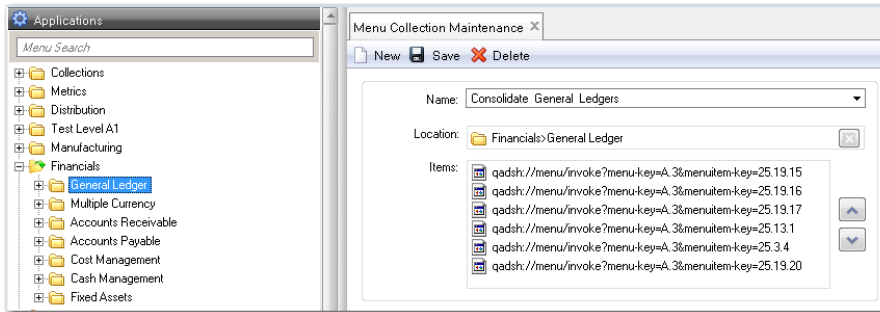 Applications
Menu Search
Collections
Metrics
Distribution
Test Level A1
Manufacturing
Financials
General Ledger
Multiple Currency
Accounts Receivable
Accounts Payable
Cost Management
Cash Management
Fixed Assets
Menu Collection Maintenance X
New Save Delete
Name: Consolidate General Ledgers
Location: Financials>General Ledger
Items:
qadsh://menu/invoke?menu-key=A.3&menuitem-key=25.19.15
qadsh://menu/invoke?menu-key=A.3&menuitem-key=25.19.16
qadsh://menu/invoke?menu-key=A.3&menuitem-key=25.19.17
qadsh://menu/invoke?menu-key=A.3&menuitem-key=25.13.1
qadsh://menu/invoke?menu-key=A.3&menuitem-key=25.3.4
qadsh://menu/invoke?menu-key=A.3&menuitem-key=25.19.20